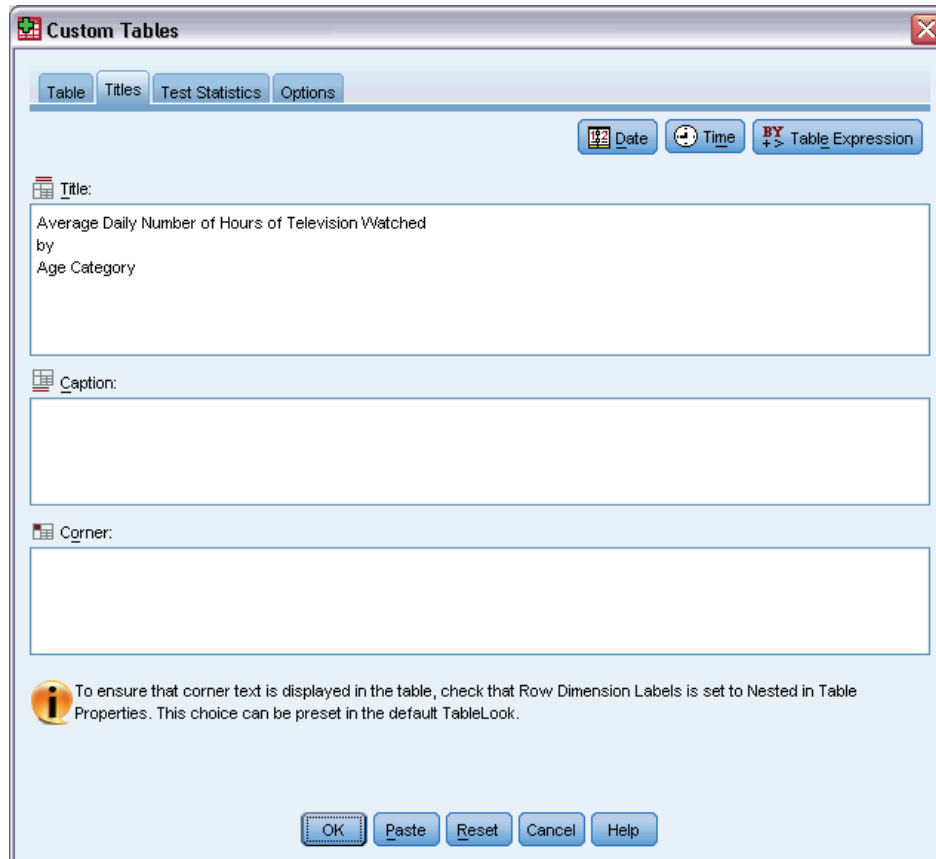 Custom Tables
Table Titles Test Statistics Options
Date Time BY +> Table Expression
Title:
Average Daily Number of Hours of Television Watched
by
Age Category
Caption:
Corner:
To ensure that corner text is displayed in the table, check that Row Dimension Labels is set to Nested in Table
Properties. This choice can be preset in the default TableLook.
OK Paste Reset Cancel Help